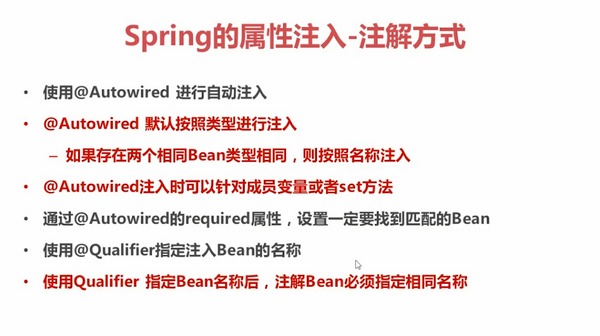 Spring的属性注入-注解方式
• 使用@Autowired 进行自动注入
• @Autowired 默认按照类型进行注入
– 如果存在两个相同Bean类型相同，则按照名称注入
• @Autowired注入时可以针对成员变量或者set方法
• 通过@Autowired的required属性，设置一定要找到匹配的Bean
• 使用@Qualifier指定注入Bean的名称
• 使用Qualifier 指定Bean名称后，注解Bean必须指定相同名称